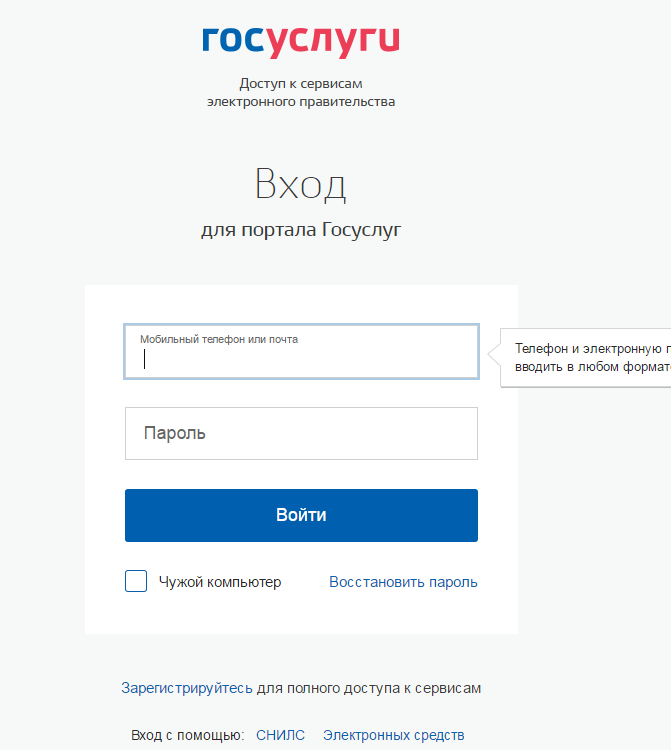 госуслуги
Доступ к сервисам
электронного правительства
Вход
для портала Госуслуг
Мобильный телефон или почта
Телефон и электронную
вводить в любом
Пароль
Войти
Чужой компьютер Восстановить пароль
Зарегистрируйтесь для полного доступа к сервисам
Вход с помощью: СНИЛС Электронных средств